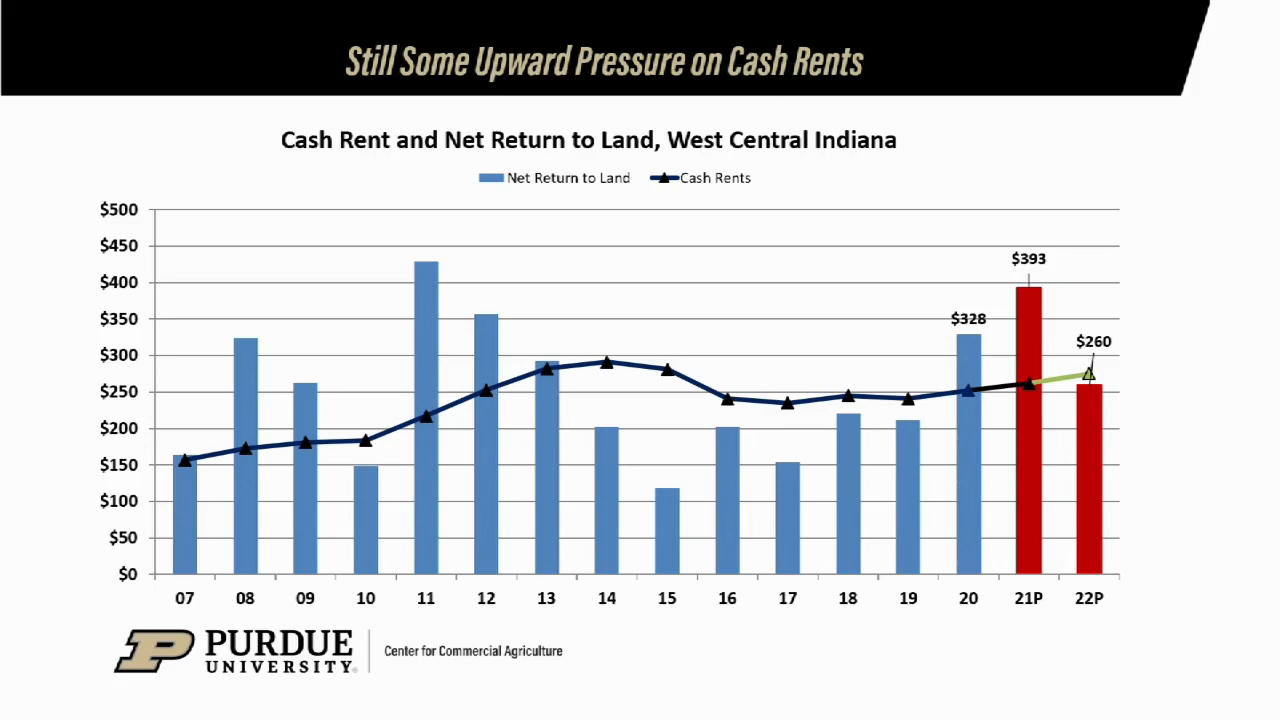 Still Some Upward Pressure on Cash Rents
Cash Rent and Net Return to Land, West Central Indiana
Net Return to Land Cash Rents
$500
$450
$400
$350
$300
$250
$200
$150
$100
$50
$0
$328
$393
$260
07 08 09 10 11 12 13 14 15 16 17 18 19 20 21P 22P
P PURDUE
UNIVERSITY.
Center for Commercial Agriculture